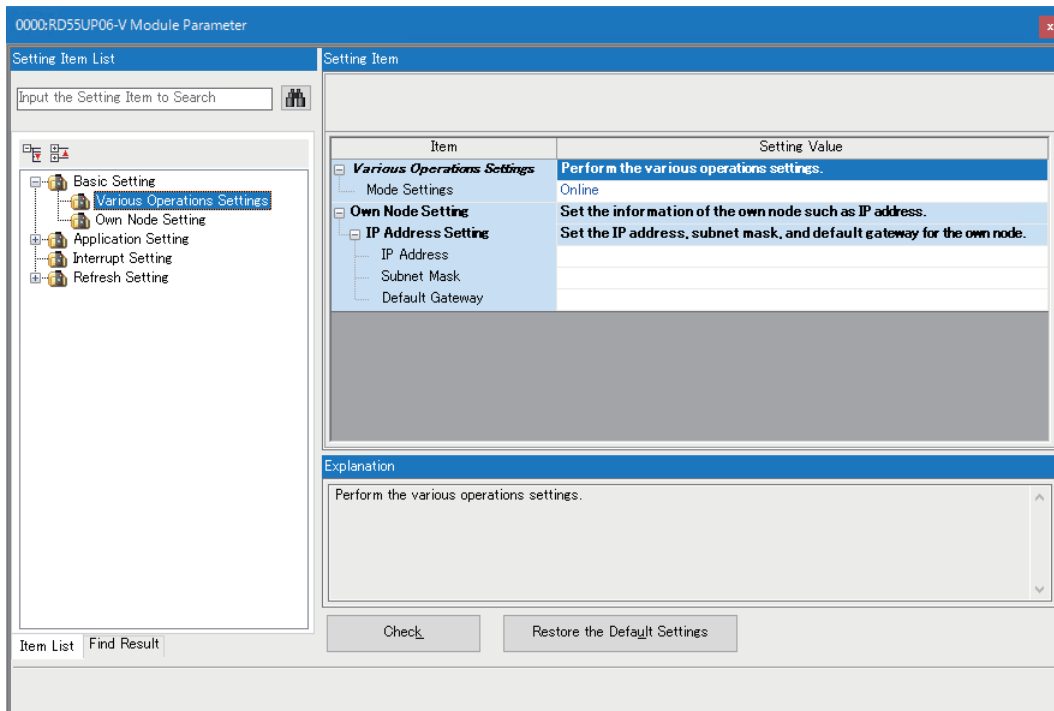 0000:RD55UP06-V Module Parameter
x
Setting Item List
Input the Setting Item to Search
Basic Setting
Various Operations Settings
Own Node Setting
Application Setting
Interrupt Setting
Refresh Setting
Item List
Find Result
Setting Item
Item Setting Value
Various Operations Settings Perform the various operations settings.
Mode Settings Online
Own Node Setting Set the information of the own node such as IP address.
IP Address Setting Set the IP address, subnet mask, and default gateway for the own node.
IP Address
Subnet Mask
Default Gateway
Explanation
Perform the various operations settings.
Check
Restore the Default Settings